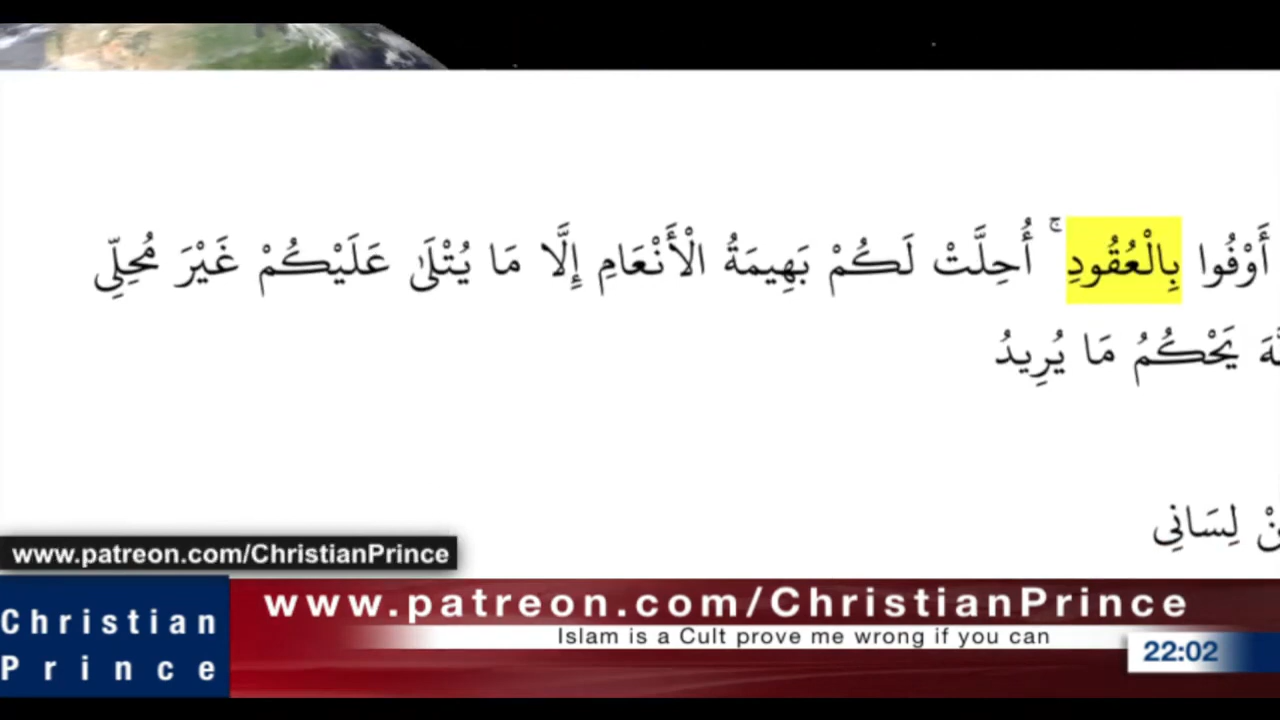 أَوْفُوا بِالْعُقُودِ ۚ أُحِلَّتْ لَكُمْ بَهِيمَةُ الْأَنْعَامِ إِلَّا مَا يُتْلَىٰ عَلَيْكُمْ غَيْرَ مُحِلِّي
يَحْكُمُ مَا يُرِيدُ
لِسَانِي
www.patreon.com/ChristianPrince
www.patreon.com/ChristianPrince
Islam is a Cult prove me wrong if you can
Christian
Prince
22:02